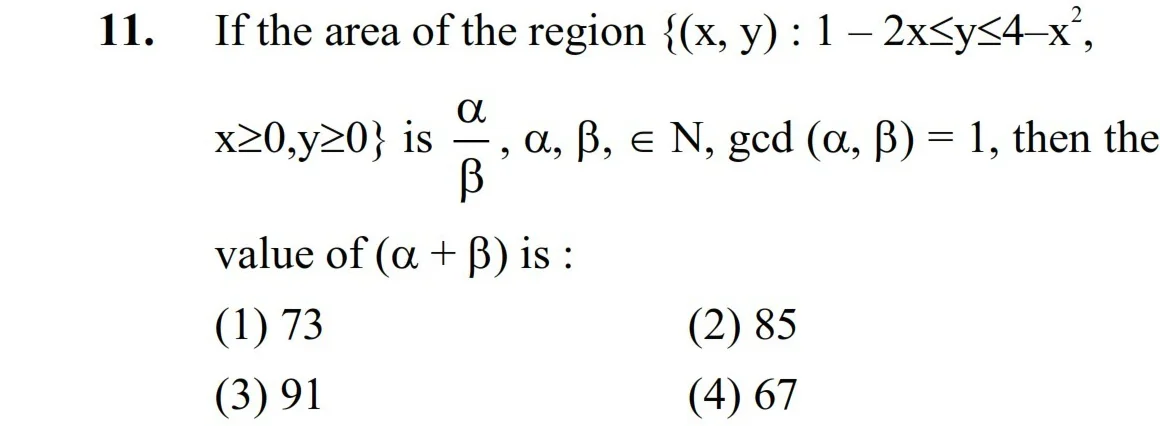 11. If the area of the region {(x, y) : 1 – 2x≤y≤4–x²,
x≥0,y≥0} is α/β, α, β, ∈ N, gcd (α, β) = 1, then the
value of (α + β) is :
(1) 73 (2) 85
(3) 91 (4) 67